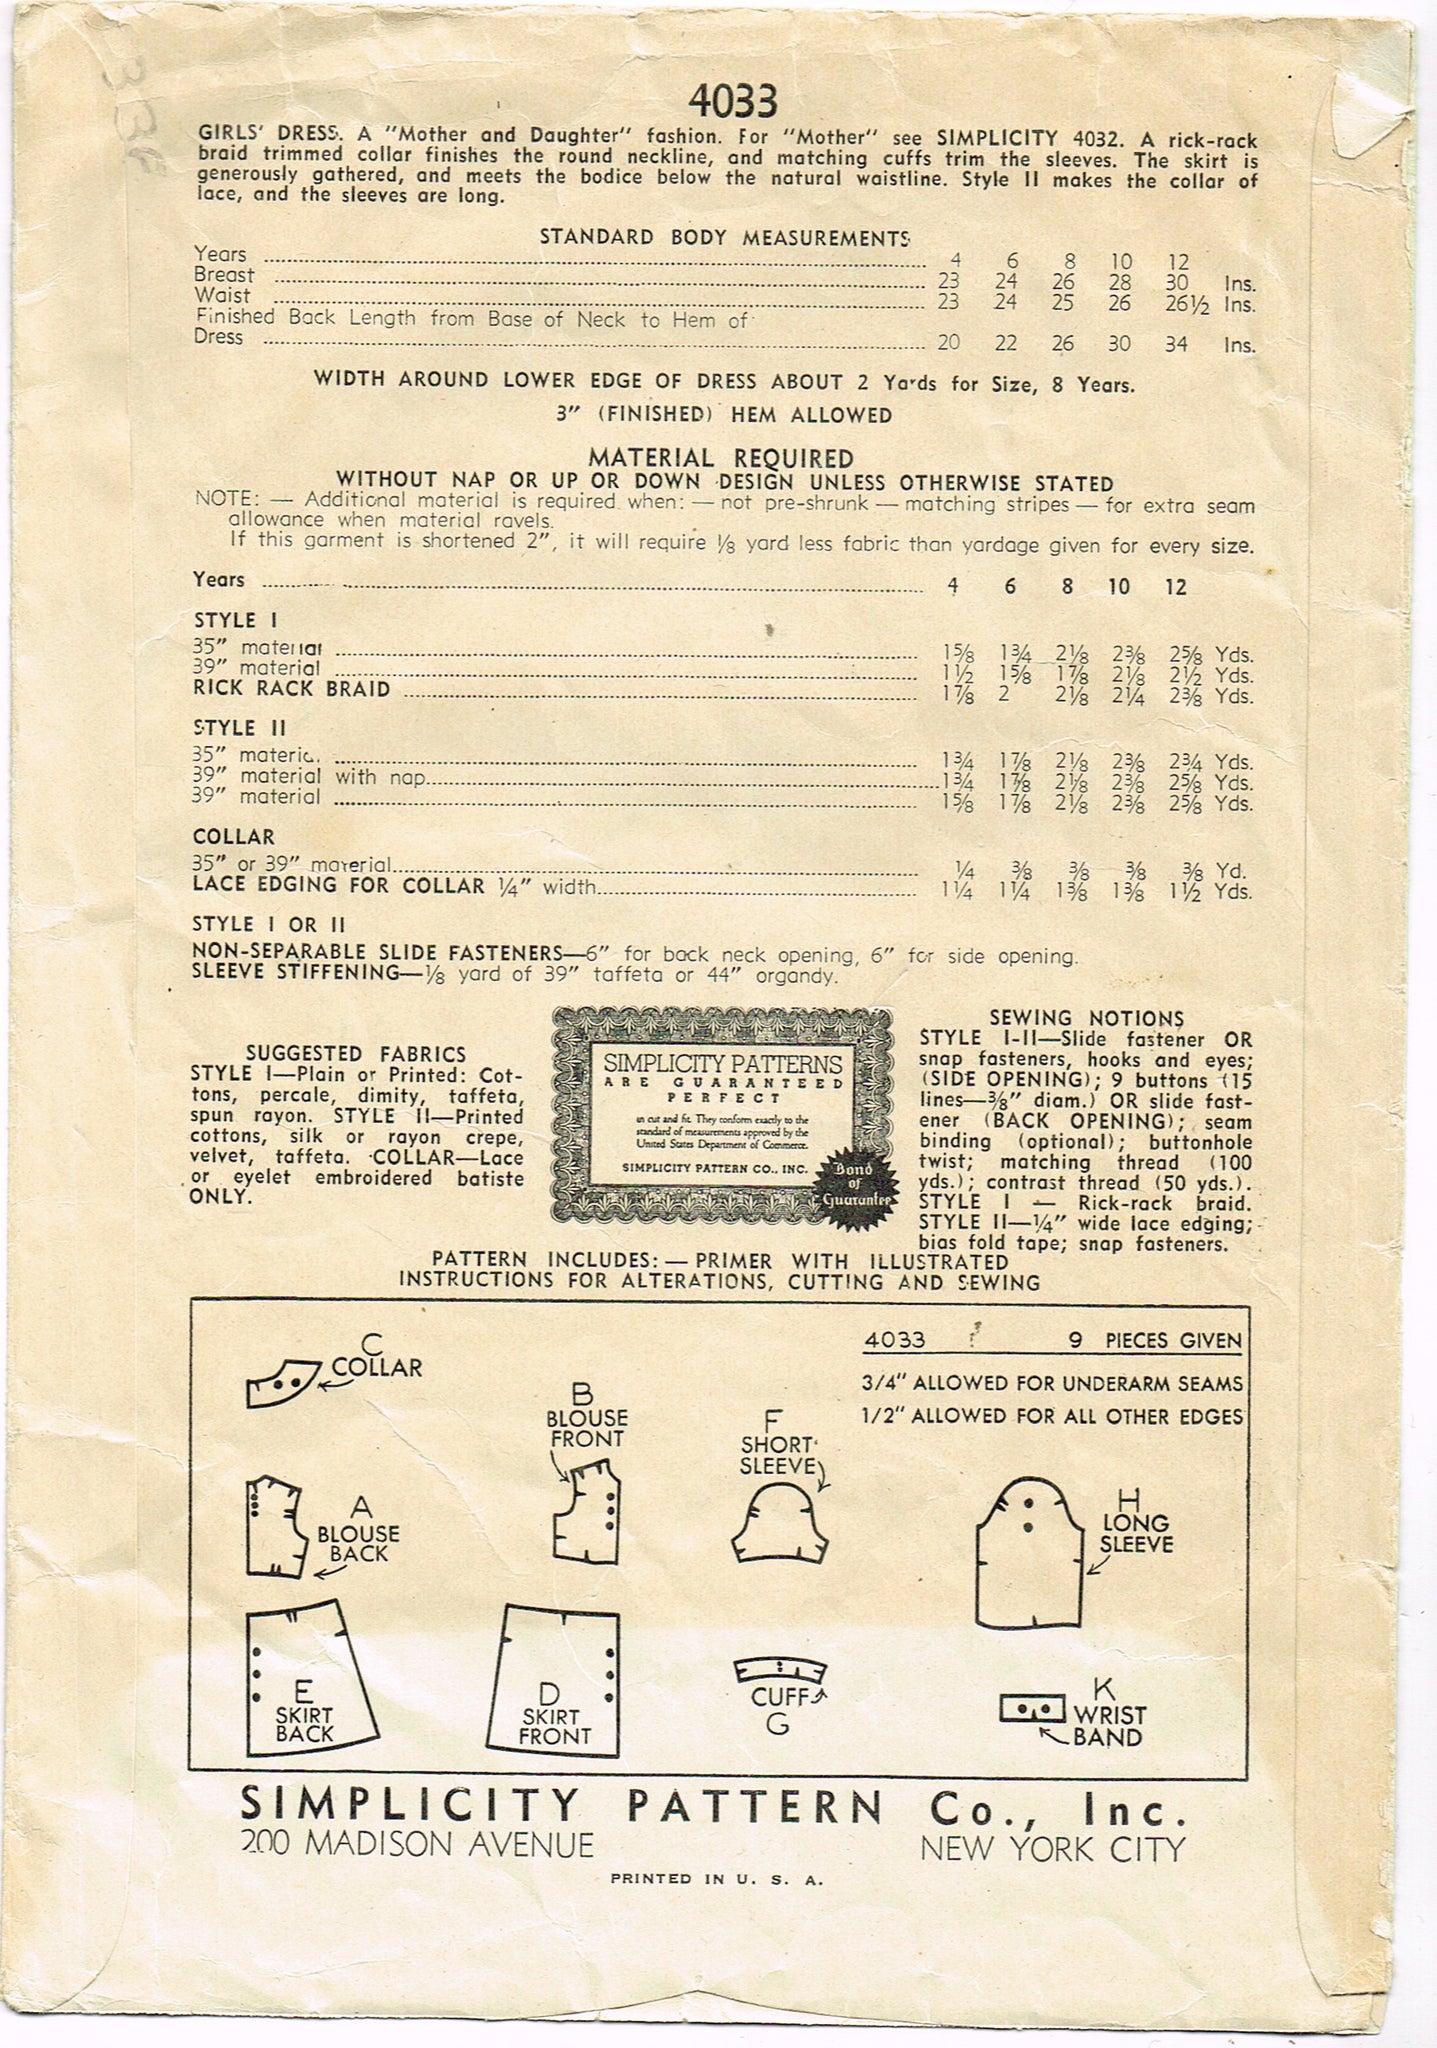 4033
GIRLS' DRESS. A "Mother and Daughter" fashion. For "Mother" see SIMPLICITY 4032. A rick-rack
braid trimmed collar finishes the round neckline, and matching cuffs trim the sleeves. The skirt is
generously gathered, and meets the bodice below the natural waistline. Style II makes the collar of
lace, and the sleeves are long.
STANDARD BODY MEASUREMENTS
Years 4 6 8 10 12
Breast 23 24 26 28 30 Ins.
Waist 23 24 25 26 26½ Ins.
Finished Back Length from Base of Neck to Hem of
Dress 20 22 26 30 34 Ins.
WIDTH AROUND LOWER EDGE OF DRESS ABOUT 2 Yards for Size, 8 Years.
3" (FINISHED) HEM ALLOWED
MATERIAL REQUIRED
WITHOUT NAP OR UP OR DOWN DESIGN UNLESS OTHERWISE STATED
NOTE: — Additional material is required when: — not pre-shrunk — matching stripes — for extra seam
allowance when material ravels.
If this garment is shortened 2", it will require ⅛ yard less fabric than yardage given for every size.
Years 4 6 8 10 12
STYLE I
35" material 1⅝ 1¾ 2⅛ 2⅜ 2⅝ Yds.
39" material 1½ 1⅝ 1⅞ 2⅛ 2½ Yds.
RICK RACK BRAID 1⅞ 2 2⅛ 2¼ 2⅜ Yds.
STYLE II
35" material 1¾ 1⅞ 2⅛ 2⅜ 2¾ Yds.
39" material with nap 1¾ 1⅞ 2⅛ 2⅜ 2⅝ Yds.
39" material 1⅝ 1⅞ 2⅛ 2⅜ 2⅝ Yds.
COLLAR
35" or 39" material ¼ ⅜ ⅜ ⅜ ⅜ Yd.
LACE EDGING FOR COLLAR ¼" width 1¼ 1¼ 1⅜ 1⅜ 1½ Yds.
STYLE I OR II
NON-SEPARABLE SLIDE FASTENERS—6" for back neck opening, 6" for side opening.
SLEEVE STIFFENING—⅛ yard of 39" taffeta or 44" organdy.
SUGGESTED FABRICS
STYLE I—Plain or Printed: Cot-
tons, percale, dimity, taffeta,
spun rayon. STYLE II—Printed
cottons, silk or rayon crepe,
velvet, taffeta. COLLAR—Lace
or eyelet embroidered batiste
ONLY.
SIMPLICITY PATTERNS
ARE GUARANTEED
PERFECT
in cut and fit. They conform exactly to the
standard of measurements approved by the
United States Department of Commerce.
SIMPLICITY PATTERN CO., INC.
Bond
of
Guarantee
SEWING NOTIONS
STYLE I-II—Slide fastener OR
snap fasteners, hooks and eyes;
(SIDE OPENING); 9 buttons (15
lines—⅜" diam.) OR slide fast-
ener (BACK OPENING); seam
binding (optional); buttonhole
twist; matching thread (100
yds.); contrast thread (50 yds.).
STYLE I — Rick-rack braid.
STYLE II—¼" wide lace edging;
bias fold tape; snap fasteners.
PATTERN INCLUDES: — PRIMER WITH ILLUSTRATED
INSTRUCTIONS FOR ALTERATIONS, CUTTING AND SEWING
4033 9 PIECES GIVEN
3/4" ALLOWED FOR UNDERARM SEAMS
1/2" ALLOWED FOR ALL OTHER EDGES
C
COLLAR
B
BLOUSE
FRONT
F
SHORT
SLEEVE
A
BLOUSE
BACK
H
LONG
SLEEVE
E
SKIRT
BACK
D
SKIRT
FRONT
CUFF
G
K
WRIST
BAND
SIMPLICITY PATTERN Co., Inc.
200 MADISON AVENUE NEW YORK CITY
PRINTED IN U. S. A.